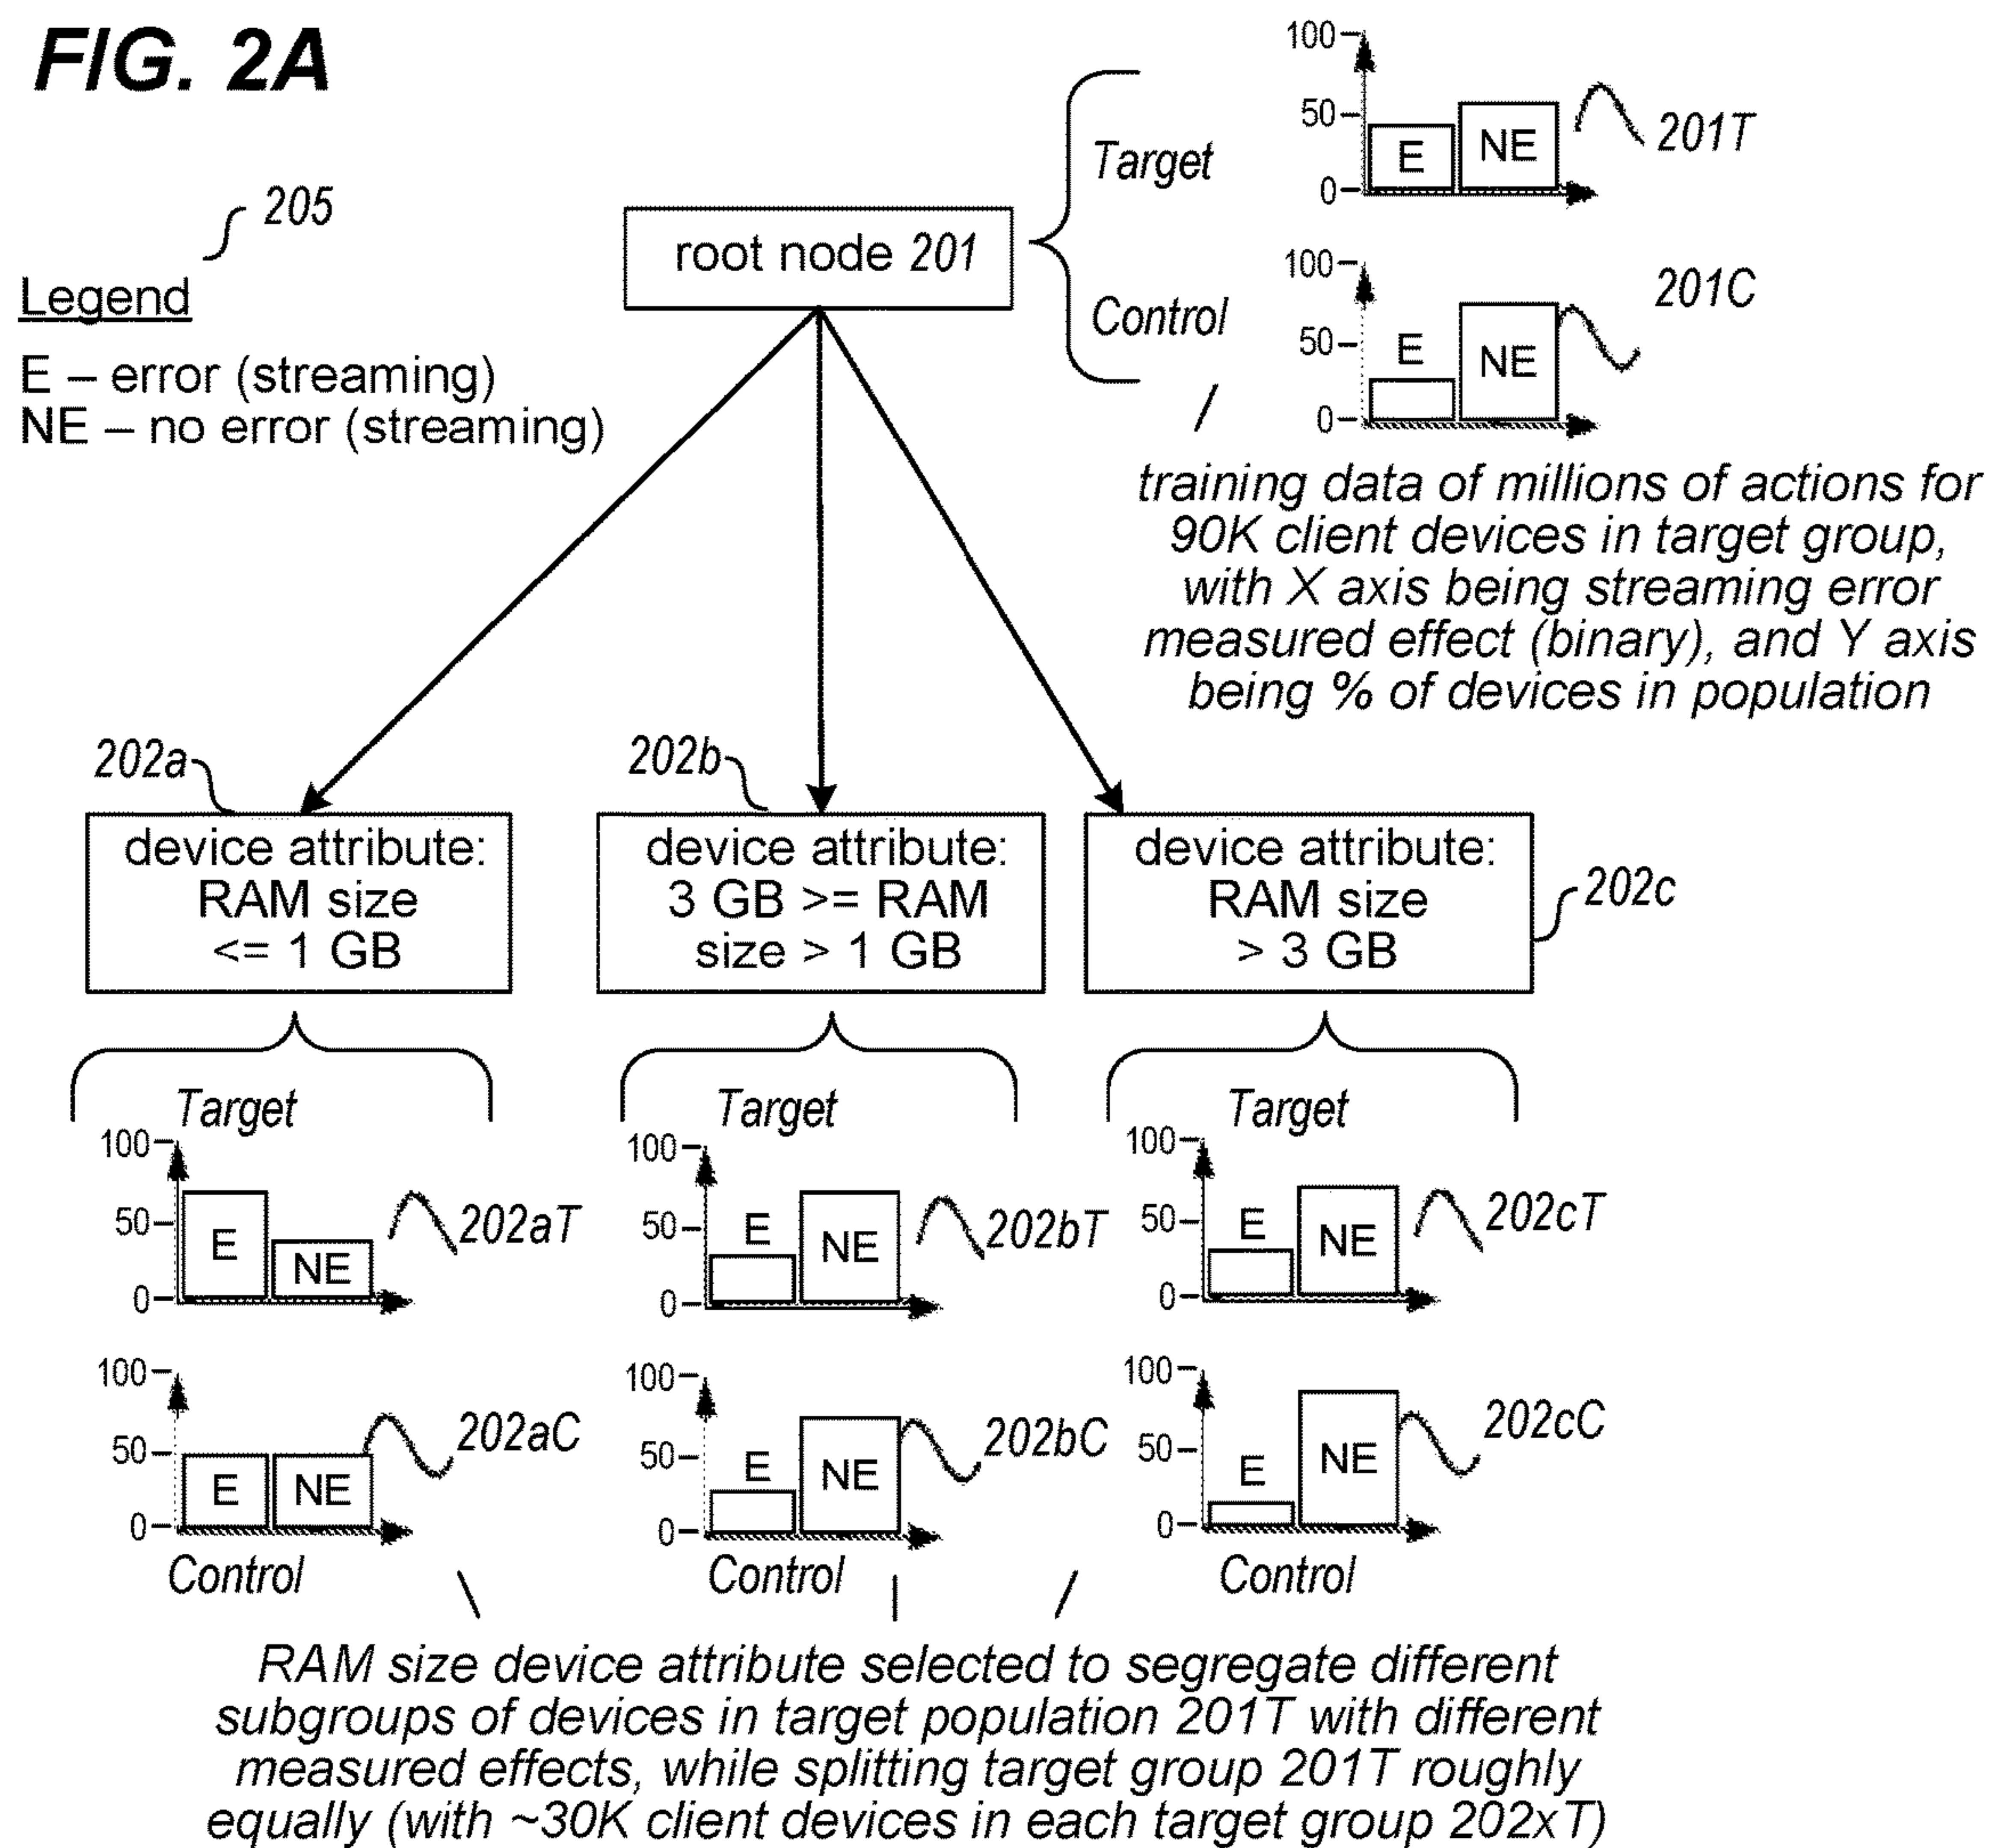 FIG. 2A
205
Legend
E – error (streaming)
NE – no error (streaming)
root node 201
Target
100
50
0
E
NE
201T
Control
100
50
0
E
NE
201C
training data of millions of actions for
90K client devices in target group,
with X axis being streaming error
measured effect (binary), and Y axis
being % of devices in population
202a
device attribute:
RAM size
<= 1 GB
202b
device attribute:
3 GB >= RAM
size > 1 GB
device attribute:
RAM size
> 3 GB
202c
Target
100
50
0
E
NE
202aT
100
50
0
E
NE
202aC
Control
Target
100
50
0
E
NE
202bT
100
50
0
E
NE
202bC
Control
Target
100
50
0
E
NE
202cT
100
50
0
E
NE
202cC
Control
RAM size device attribute selected to segregate different
subgroups of devices in target population 201T with different
measured effects, while splitting target group 201T roughly
equally (with ~30K client devices in each target group 202xT)